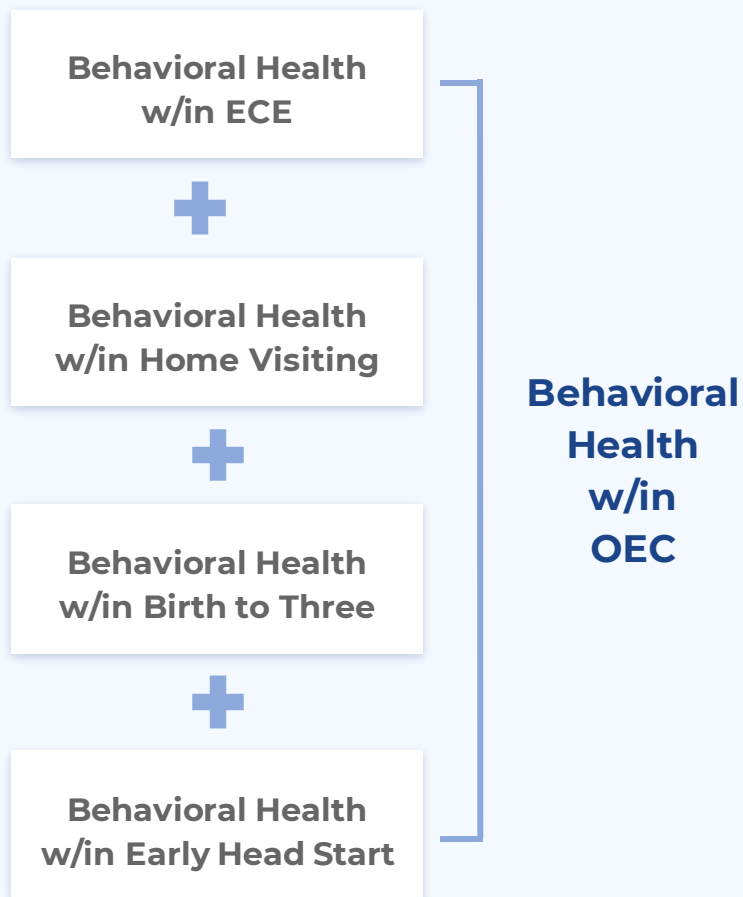 Behavioral Health
w/in ECE
Behavioral Health
w/in Home Visiting
Behavioral Health
w/in Birth to Three
Behavioral Health
w/in Early Head Start
Behavioral
Health
w/in
OEC